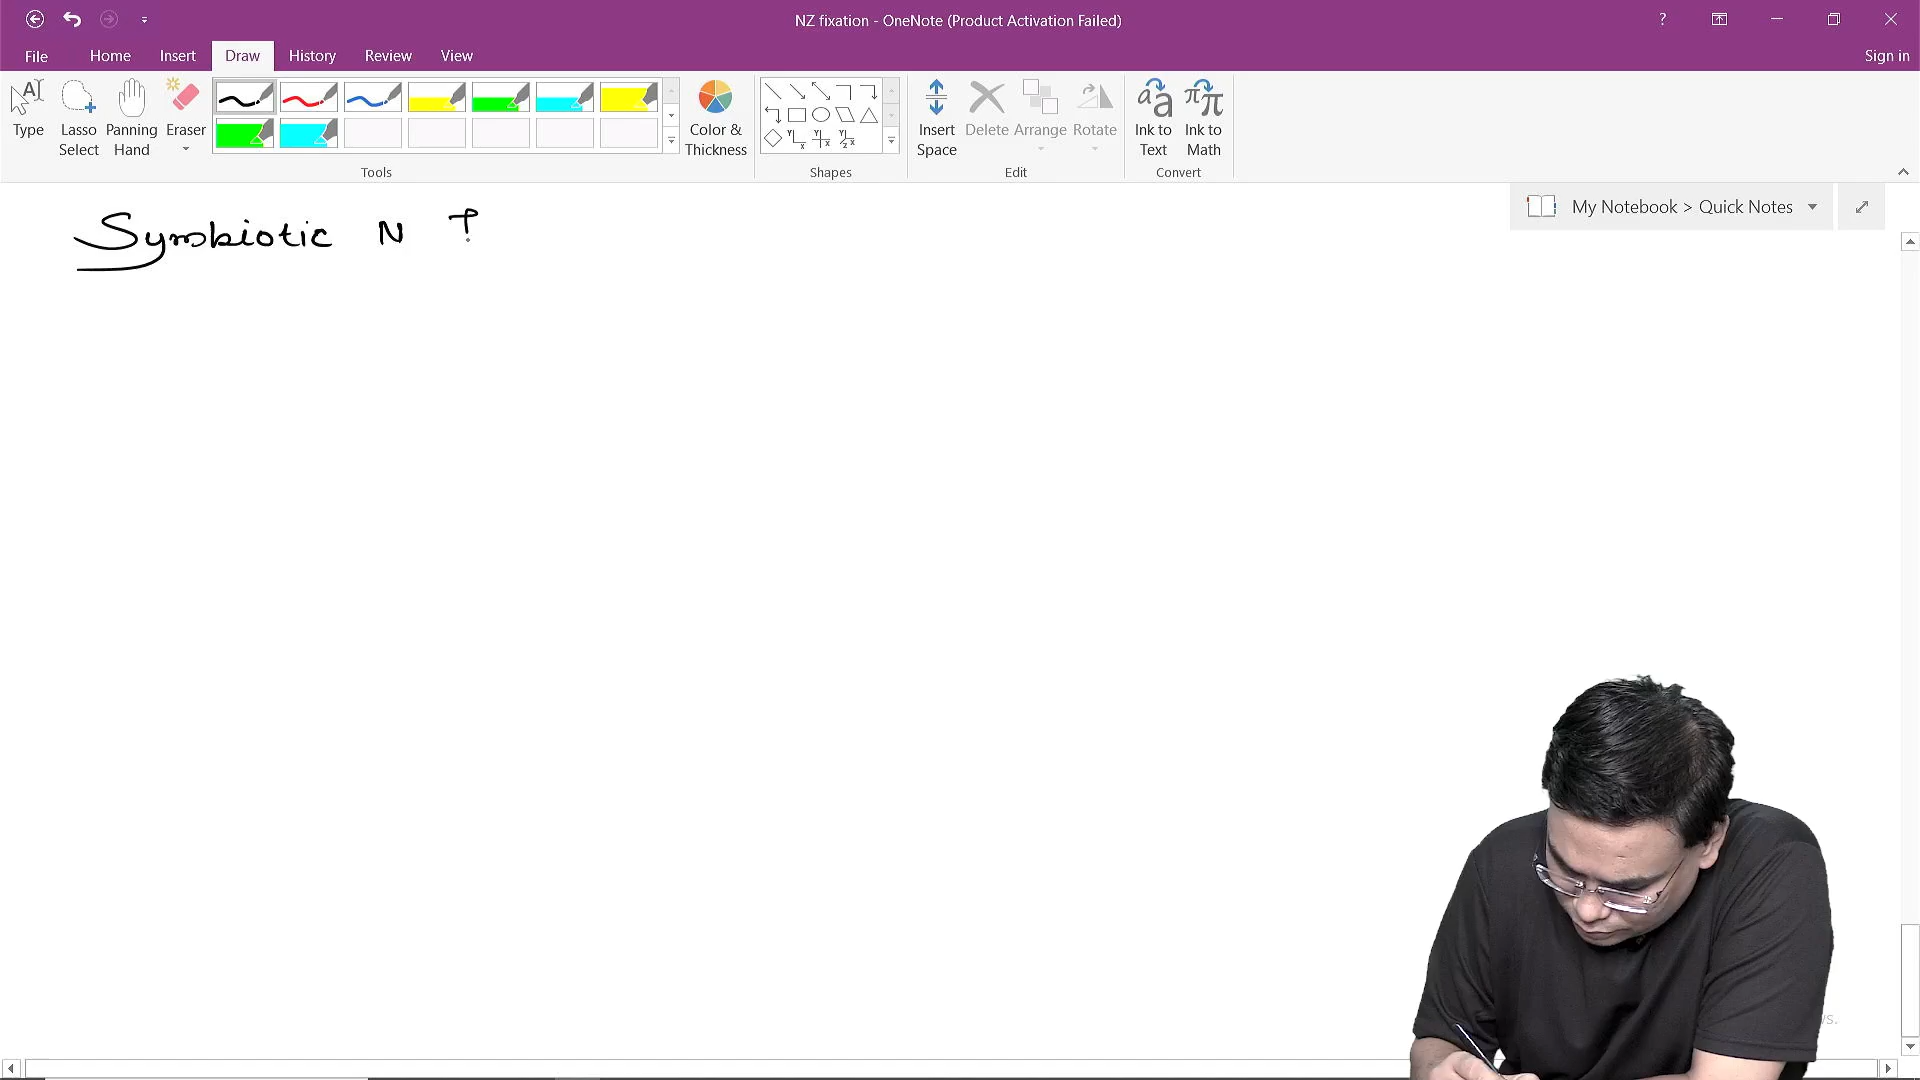 NZ fixation - OneNote (Product Activation Failed)
?
File Home Insert Draw History Review View
Sign in
Type
Lasso Select
Panning Hand
Eraser
Color & Thickness
Insert Space
Delete
Arrange
Rotate
Ink to Text
Ink to Math
Tools
Shapes
Edit
Convert
My Notebook > Quick Notes
Symbiotic N